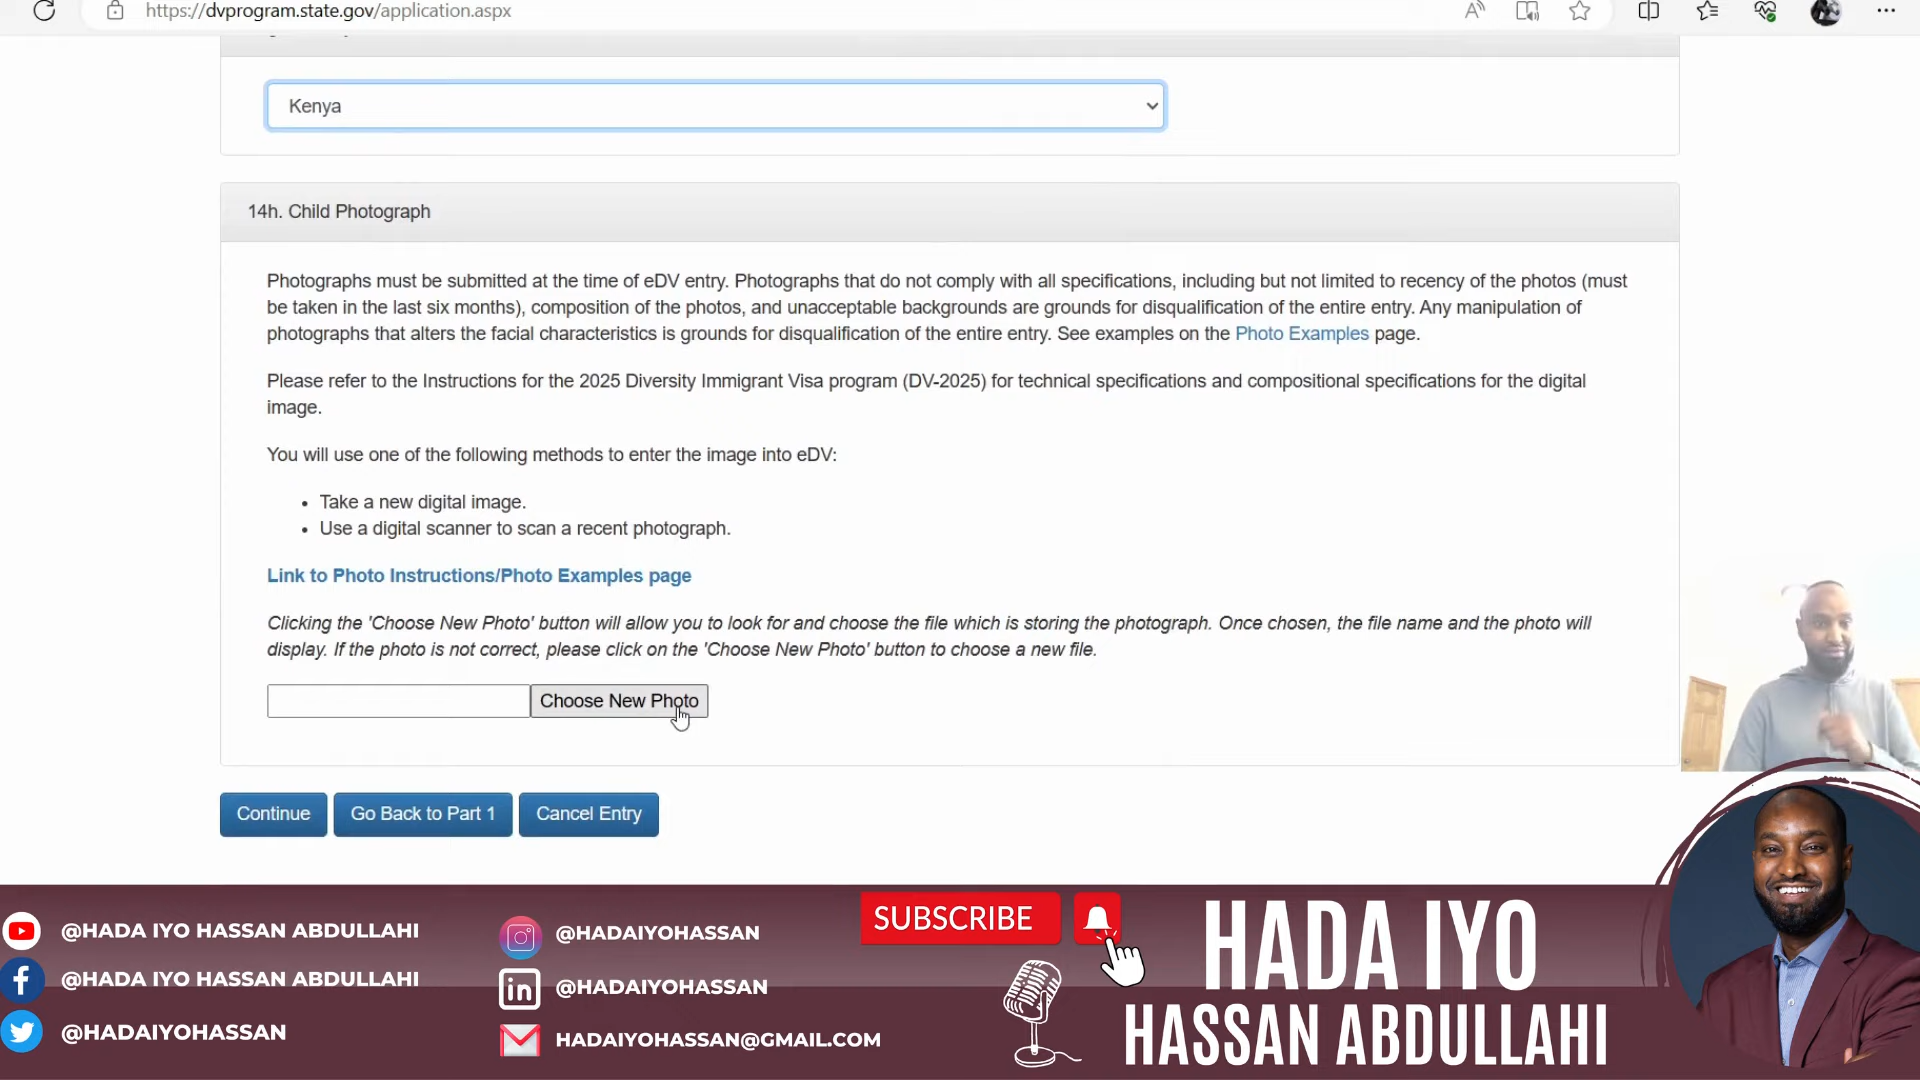 https://dvprogram.state.gov/application.aspx
Kenya
14h. Child Photograph
Photographs must be submitted at the time of eDV entry. Photographs that do not comply with all specifications, including but not limited to recency of the photos (must
be taken in the last six months), composition of the photos, and unacceptable backgrounds are grounds for disqualification of the entire entry. Any manipulation of
photographs that alters the facial characteristics is grounds for disqualification of the entire entry. See examples on the Photo Examples page.
Please refer to the Instructions for the 2025 Diversity Immigrant Visa program (DV-2025) for technical specifications and compositional specifications for the digital
image.
You will use one of the following methods to enter the image into eDV:
• Take a new digital image.
• Use a digital scanner to scan a recent photograph.
Link to Photo Instructions/Photo Examples page
Clicking the 'Choose New Photo' button will allow you to look for and choose the file which is storing the photograph. Once chosen, the file name and the photo will
display. If the photo is not correct, please click on the 'Choose New Photo' button to choose a new file.
Choose New Photo
Continue Go Back to Part 1 Cancel Entry
@HADA IYO HASSAN ABDULLAHI
@HADA IYO HASSAN ABDULLAHI
@HADAIYOHASSAN
@HADAIYOHASSAN
@HADAIYOHASSAN
HADAIYOHASSAN@GMAIL.COM
SUBSCRIBE
HADA IYO
HASSAN ABDULLAHI